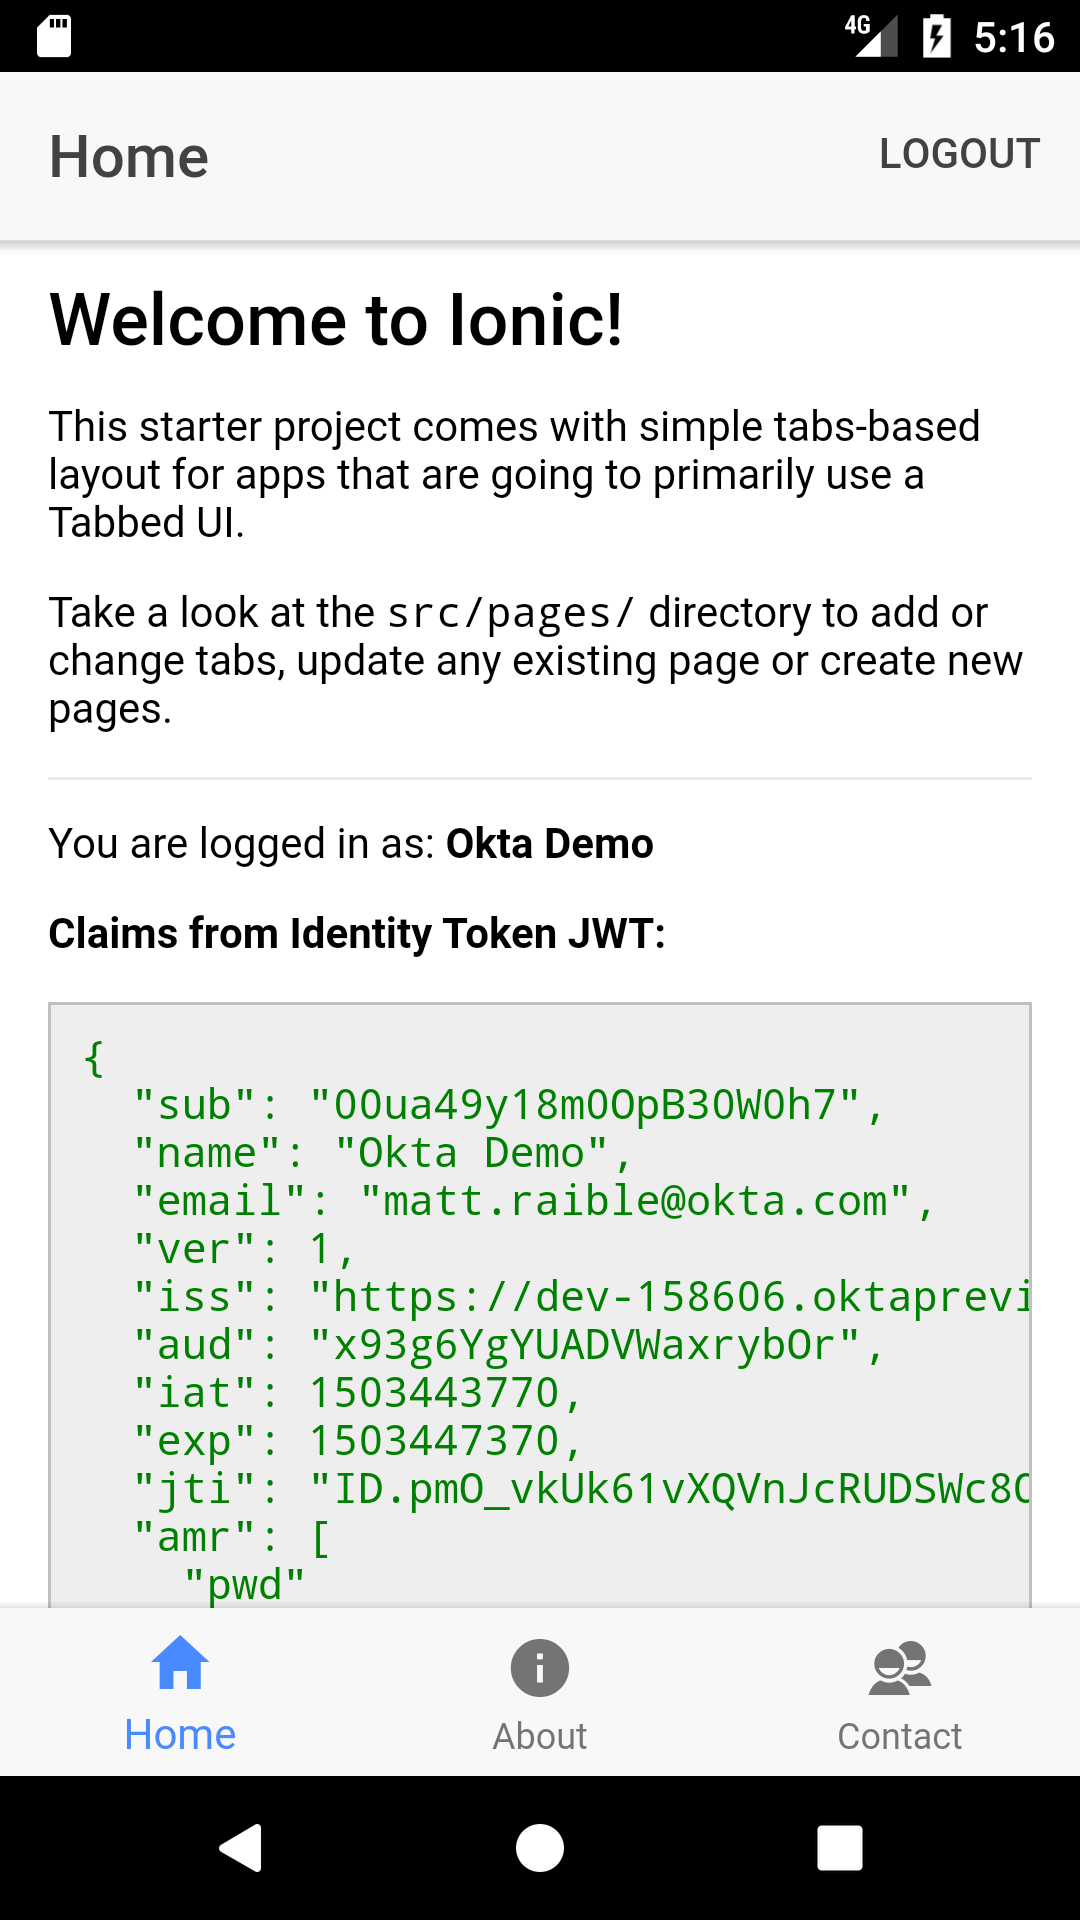 4G 5:16
Home LOGOUT
Welcome to Ionic!
This starter project comes with simple tabs-based
layout for apps that are going to primarily use a
Tabbed UI.
Take a look at the src/pages/ directory to add or
change tabs, update any existing page or create new
pages.
You are logged in as: Okta Demo
Claims from Identity Token JWT:
{
"sub": "00ua49y18m0OpB30W0h7",
"name": "Okta Demo",
"email": "matt.raible@okta.com",
"ver": 1,
"iss": "https://dev-158606.oktaprevi
"aud": "x93g6YgYUADVWaxrybOr",
"iat": 1503443770,
"exp": 1503447370,
"jti": "ID.pmO_vkUk61vXQVnJcRUDSWc8
"amr": [
"pwd"
Home About Contact